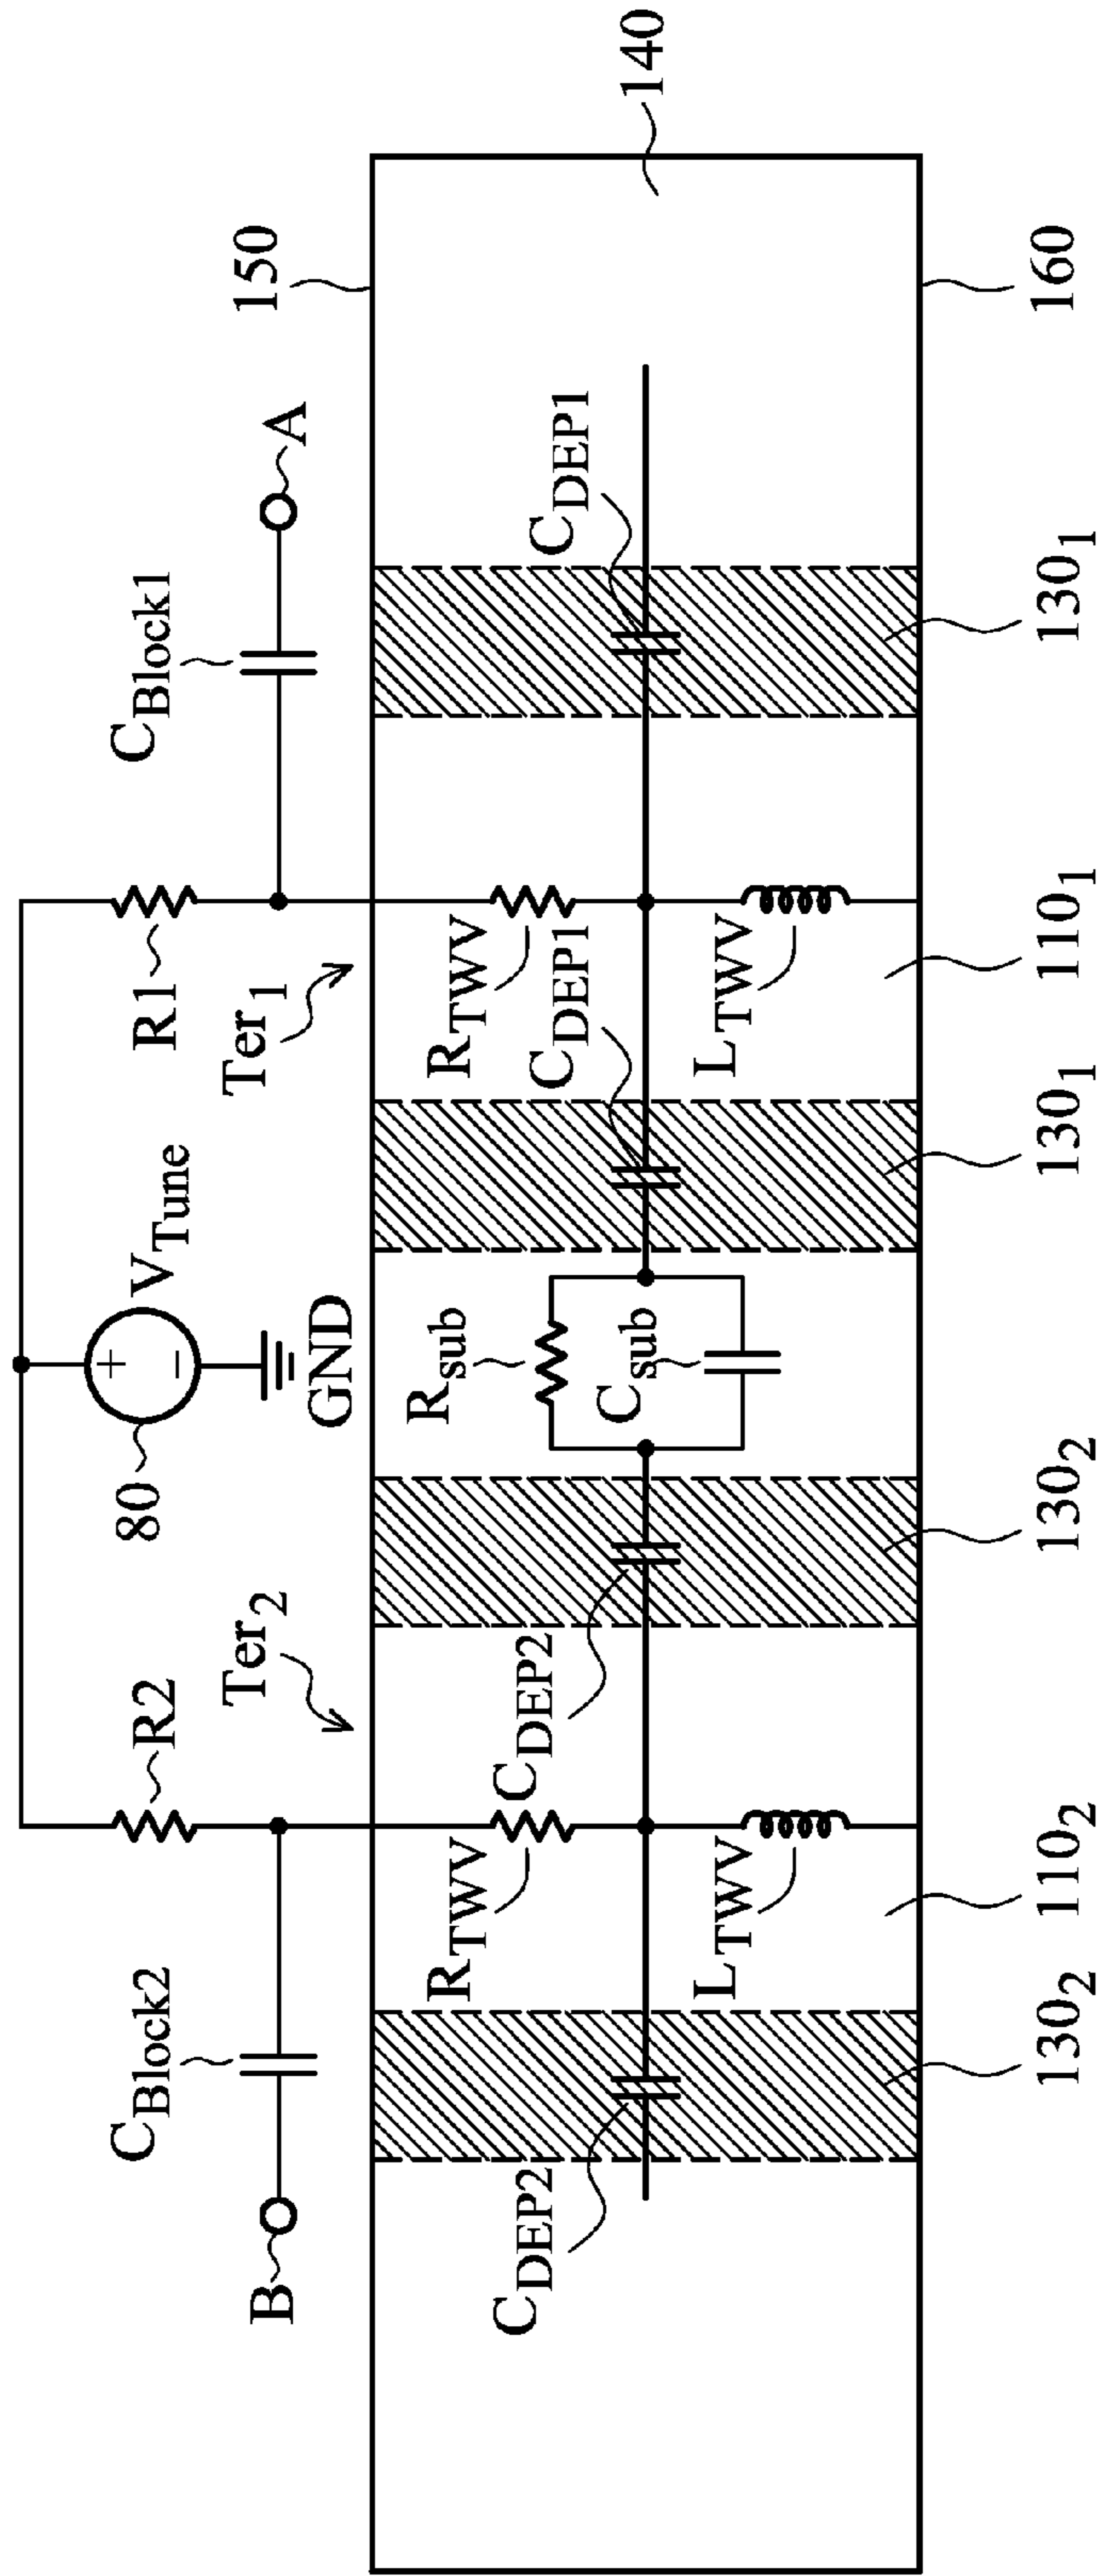 80
V_Tune
R2
R1
C_Block2
C_Block1
Ter_2
GND
Ter_1
150
B
A
R_TWV
C_DEP2
R_sub
R_TWV
C_DEP1
C_DEP2
C_sub
C_DEP1
140
L_TWV
L_TWV
130_2
110_2
130_2
130_1
110_1
130_1
160